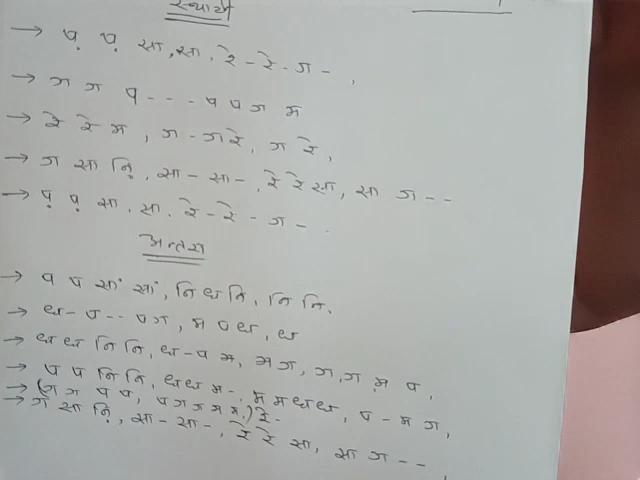 स्थायी
→ प़ प़ सा, सा. रे - रे - ग - ,
→ ग ग प - - - प प ग म
→ रे रे म , ग - ग रे, ग रे,
→ ग सा नि़, सा - सा - , रे रे सा, सा ग - -
→ प़ प़ सा. सा. रे - रे - ग - .
अन्तरा
→ प प सां सां, नि ध नि, नि नि.
→ ध - प - - प ग , म प ध, ध
→ ध ध नि नि, ध - प म, म ग, ग, ग म प ,
→ प प नि नि, ध ध म - , म म ध ध, प - म ग ,
→ (ग ग प प, प ग ग म म,) रे -
→ ग सा नि़, सा - सा - , रे रे सा, सा ग - - ,